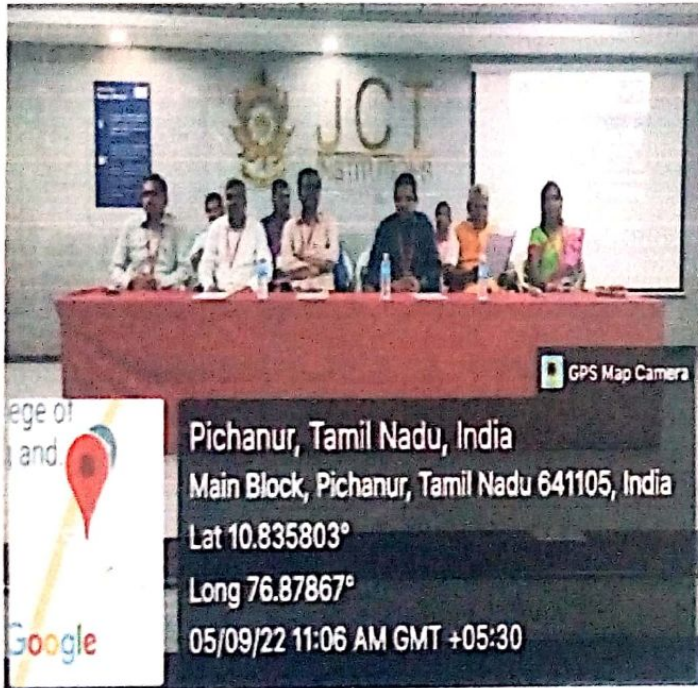 JCT
GPS Map Camera
ege of
and
Pichanur, Tamil Nadu, India
Main Block, Pichanur, Tamil Nadu 641105, India
Lat 10.835803°
Long 76.87867°
05/09/22 11:06 AM GMT +05:30
Google